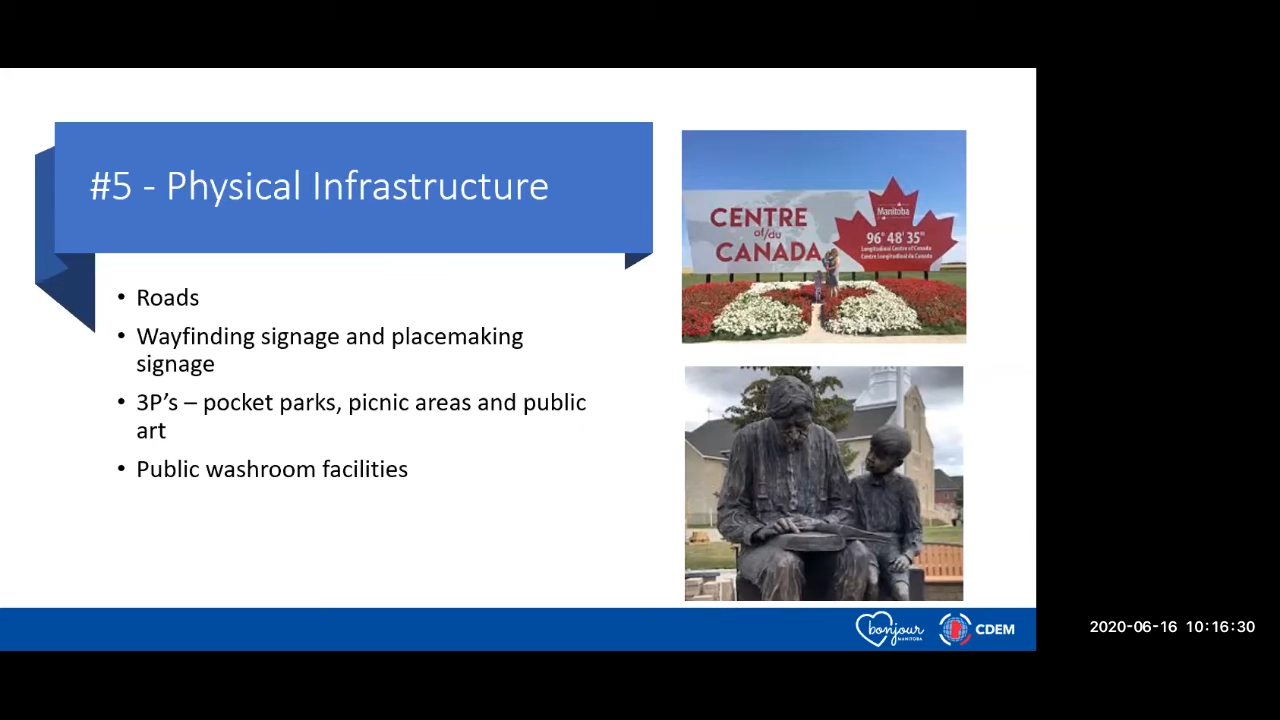 #5 - Physical Infrastructure
• Roads
• Wayfinding signage and placemaking
signage
• 3P’s – pocket parks, picnic areas and public
art
• Public washroom facilities
CENTRE
of/du
CANADA
Manitoba
96° 48' 35"
Longitudinal Centre of Canada
Centre Longitudinal du Canada
bonjour
MANITOBA
CDEM
2020-06-16 10:16:30